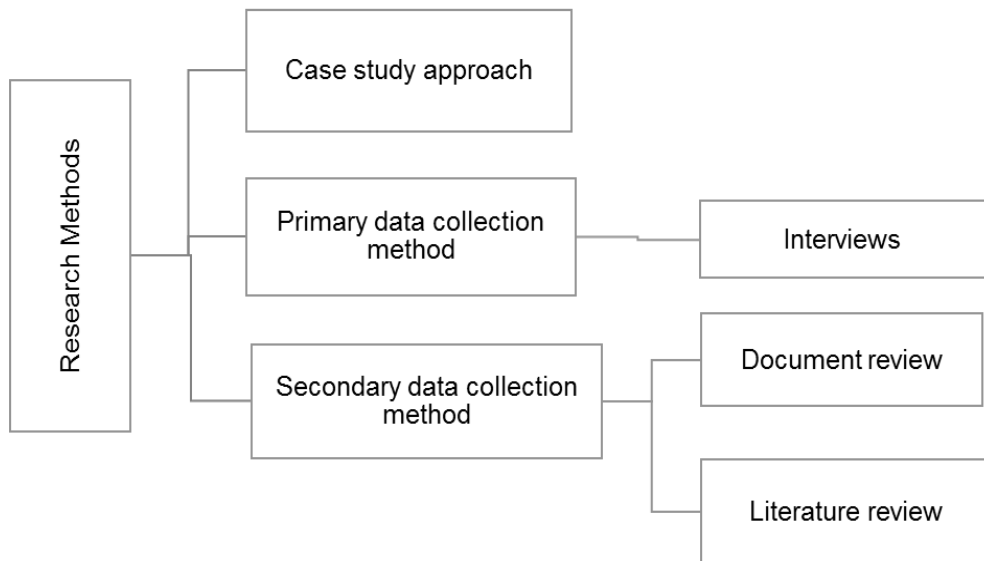 Research Methods
Case study approach
Primary data collection
method
Interviews
Secondary data collection
method
Document review
Literature review